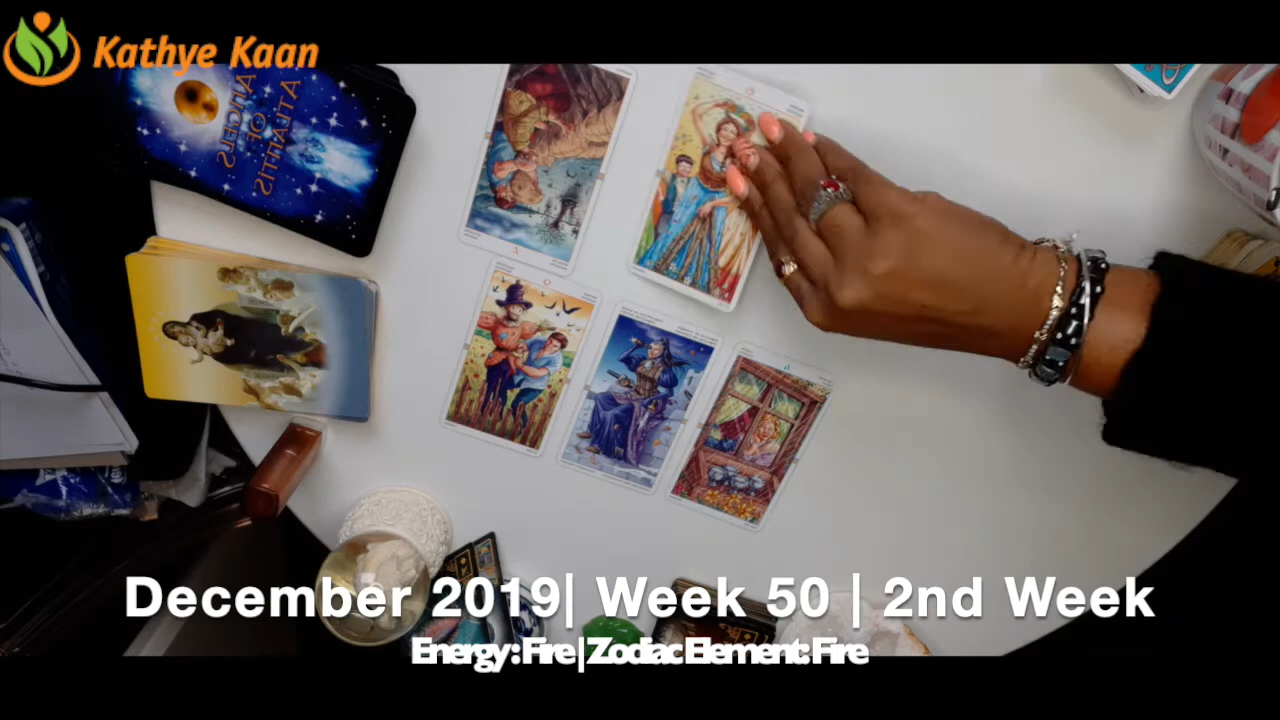 Kathye Kaan
ANGELS
OF
ATLANTIS
December 2019| Week 50 | 2nd Week
Energy: Fire | Zodiac Element: Fire